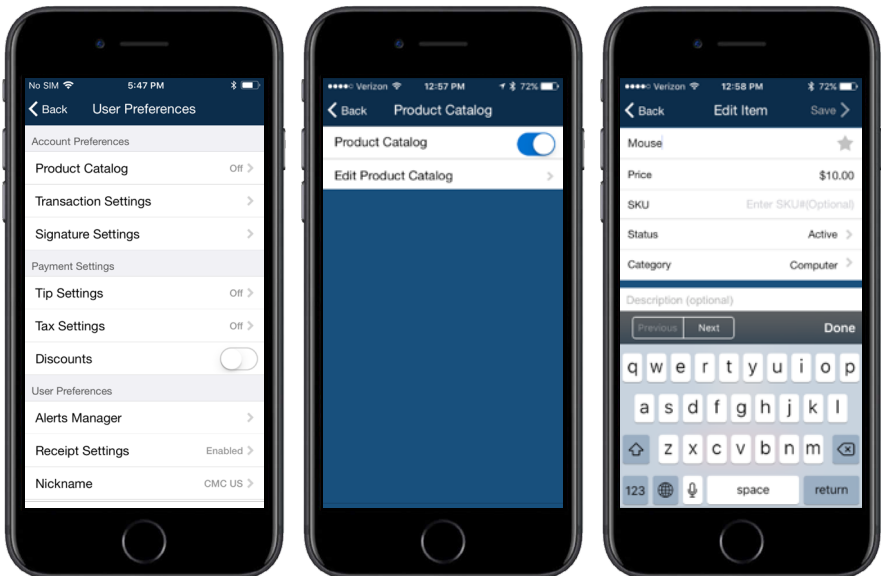 No SIM 5:47 PM
Back User Preferences
Account Preferences
Product Catalog Off
Transaction Settings
Signature Settings
Payment Settings
Tip Settings Off
Tax Settings Off
Discounts
User Preferences
Alerts Manager
Receipt Settings Enabled
Nickname CMC US
Verizon 12:57 PM 72%
Back Product Catalog
Product Catalog
Edit Product Catalog
Verizon 12:58 PM 72%
Back Edit Item Save
Mouse
Price $10.00
SKU Enter SKU#(Optional)
Status Active
Category Computer
Description (optional)
Previous Next Done
q w e r t y u i o p
a s d f g h j k l
z x c v b n m
123 space return